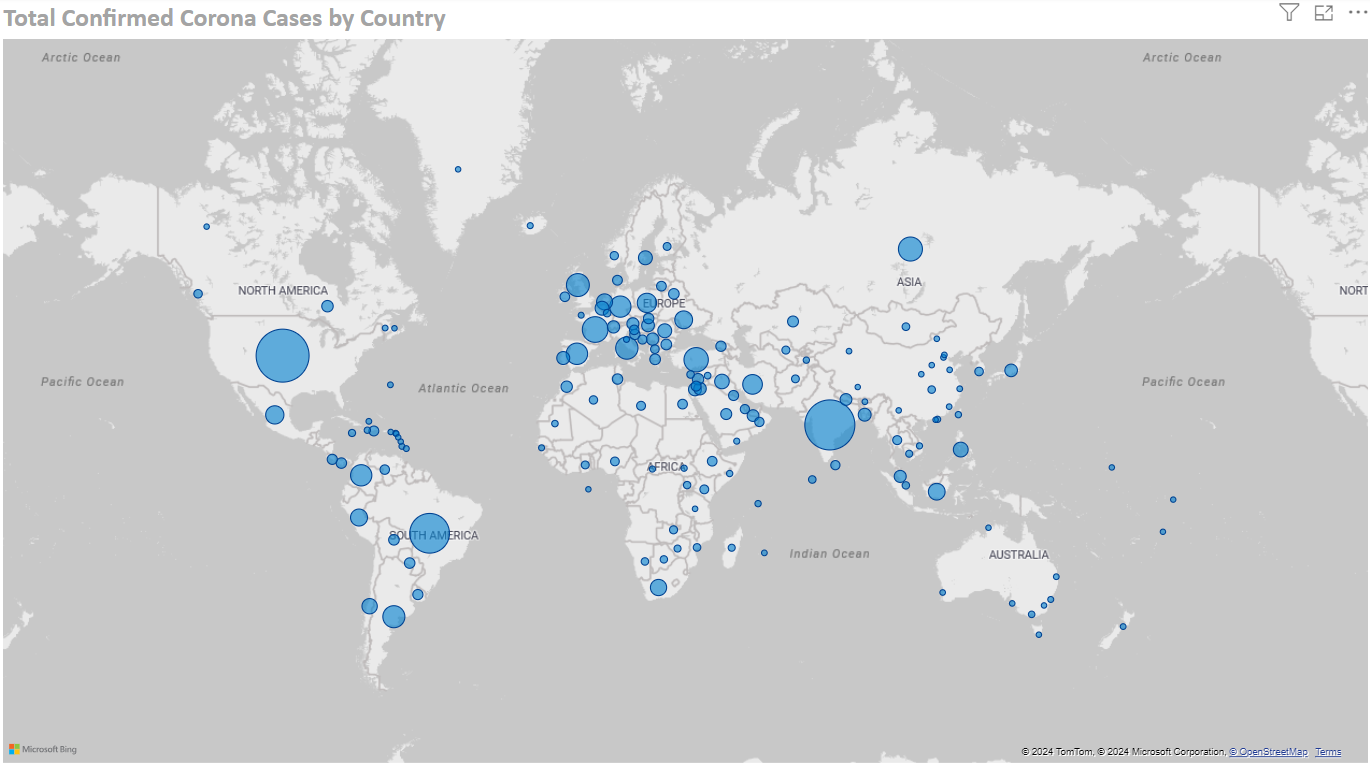 Total Confirmed Corona Cases by Country
Arctic Ocean
Arctic Ocean
NORTH AMERICA
EUROPE
ASIA
NORT
Pacific Ocean
Atlantic Ocean
Pacific Ocean
AFRICA
SOUTH AMERICA
Indian Ocean
AUSTRALIA
Microsoft Bing
© 2024 TomTom, © 2024 Microsoft Corporation, © OpenStreetMap Terms